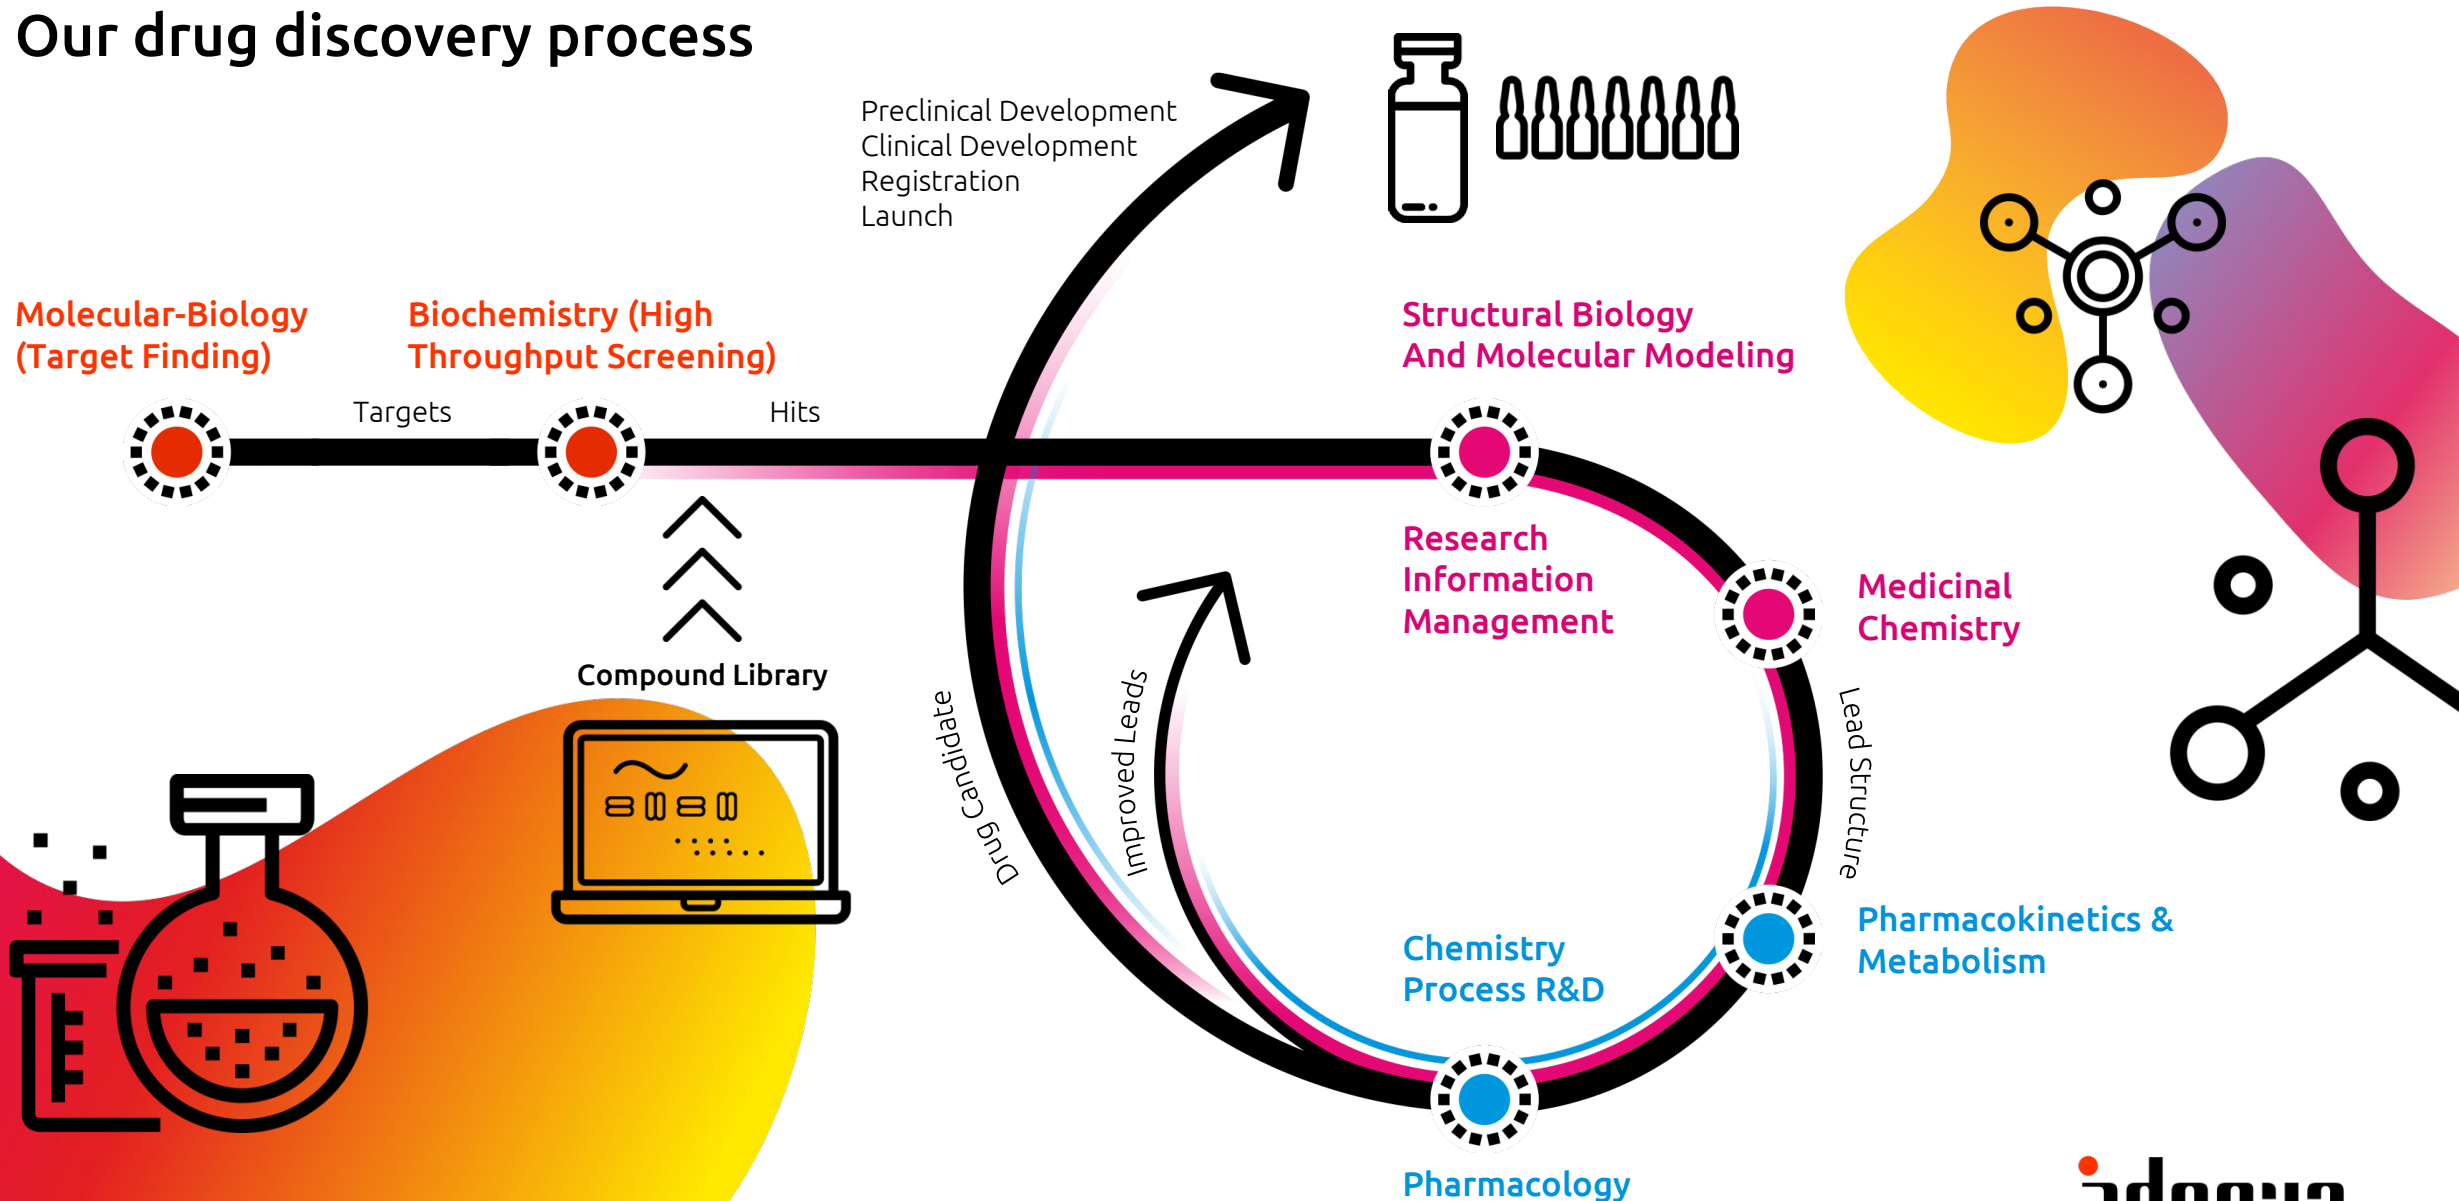 Our drug discovery process
Preclinical Development
Clinical Development
Registration
Launch
Molecular-Biology
(Target Finding)
Biochemistry (High
Throughput Screening)
Targets
Hits
Structural Biology
And Molecular Modeling
Research
Information
Management
Medicinal
Chemistry
Compound Library
Drug Candidate
Improved Leads
Lead Structure
Chemistry
Process R&D
Pharmacokinetics &
Metabolism
Pharmacology